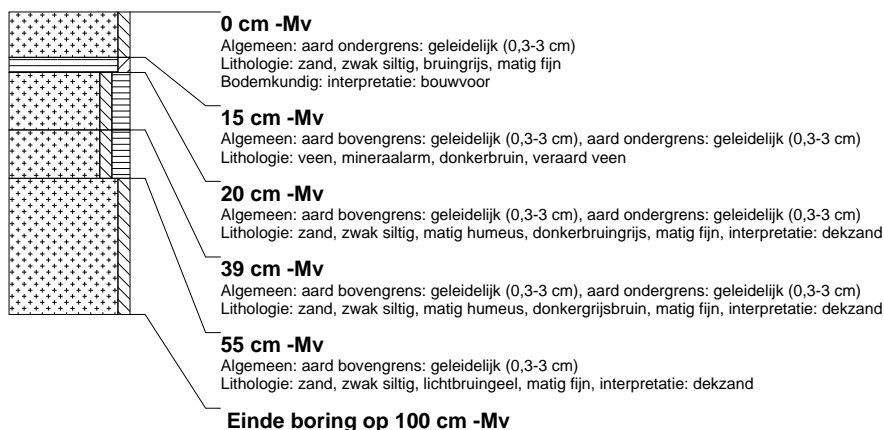 0 cm -Mv
Algemeen: aard ondergrens: geleidelijk (0,3-3 cm)
Lithologie: zand, zwak siltig, bruingrijs, matig fijn
Bodemkundig: interpretatie: bouwvoor
15 cm -Mv
Algemeen: aard bovengrens: geleidelijk (0,3-3 cm), aard ondergrens: geleidelijk (0,3-3 cm)
Lithologie: veen, mineraalarm, donkerbruin, veraard veen
20 cm -Mv
Algemeen: aard bovengrens: geleidelijk (0,3-3 cm), aard ondergrens: geleidelijk (0,3-3 cm)
Lithologie: zand, zwak siltig, matig humeus, donkerbruingrijs, matig fijn, interpretatie: dekzand
39 cm -Mv
Algemeen: aard bovengrens: geleidelijk (0,3-3 cm), aard ondergrens: geleidelijk (0,3-3 cm)
Lithologie: zand, zwak siltig, matig humeus, donkergrijsbruin, matig fijn, interpretatie: dekzand
55 cm -Mv
Algemeen: aard bovengrens: geleidelijk (0,3-3 cm)
Lithologie: zand, zwak siltig, lichtbruingeel, matig fijn, interpretatie: dekzand
Einde boring op 100 cm -Mv